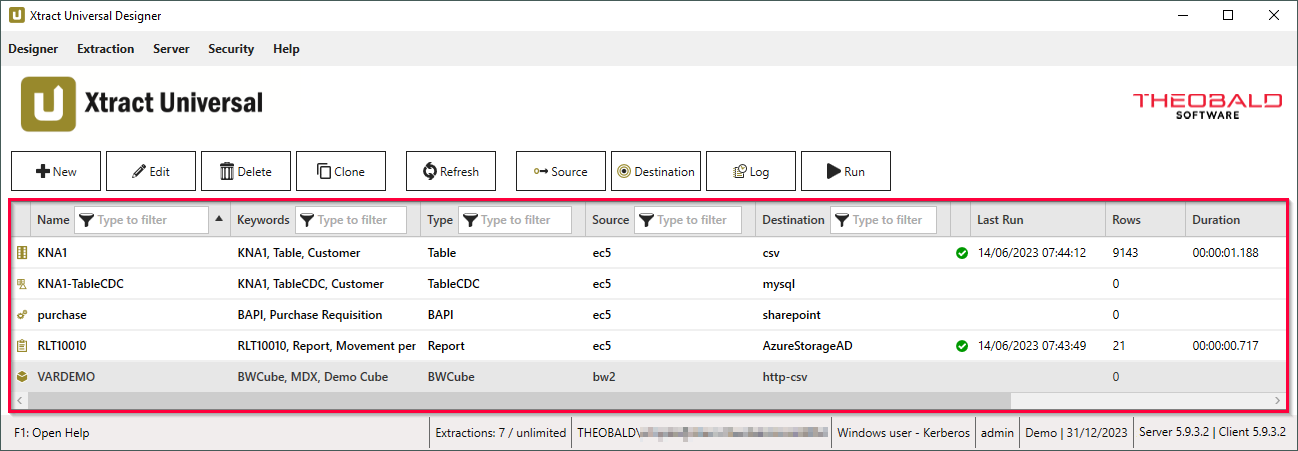 Xtract Universal Designer
Designer Extraction Server Security Help
Xtract Universal
THEOBALD
SOFTWARE
New Edit Delete Clone Refresh Source Destination Log Run
Name Type to filter Keywords Type to filter Type Type to filter Source Type to filter Destination Type to filter Last Run Rows Duration
KNA1 KNA1, Table, Customer Table ec5 csv 14/06/2023 07:44:12 9143 00:00:01.188
KNA1-TableCDC KNA1, TableCDC, Customer TableCDC ec5 mysql 0
purchase BAPI, Purchase Requisition BAPI ec5 sharepoint 0
RLT10010 RLT10010, Report, Movement per Report ec5 AzureStorageAD 14/06/2023 07:43:49 21 00:00:00.717
VARDEMO BWCube, MDX, Demo Cube BWCube bw2 http-csv 0
F1: Open Help Extractions: 7 / unlimited THEOBALD\ Windows user - Kerberos admin Demo | 31/12/2023 Server 5.9.3.2 | Client 5.9.3.2